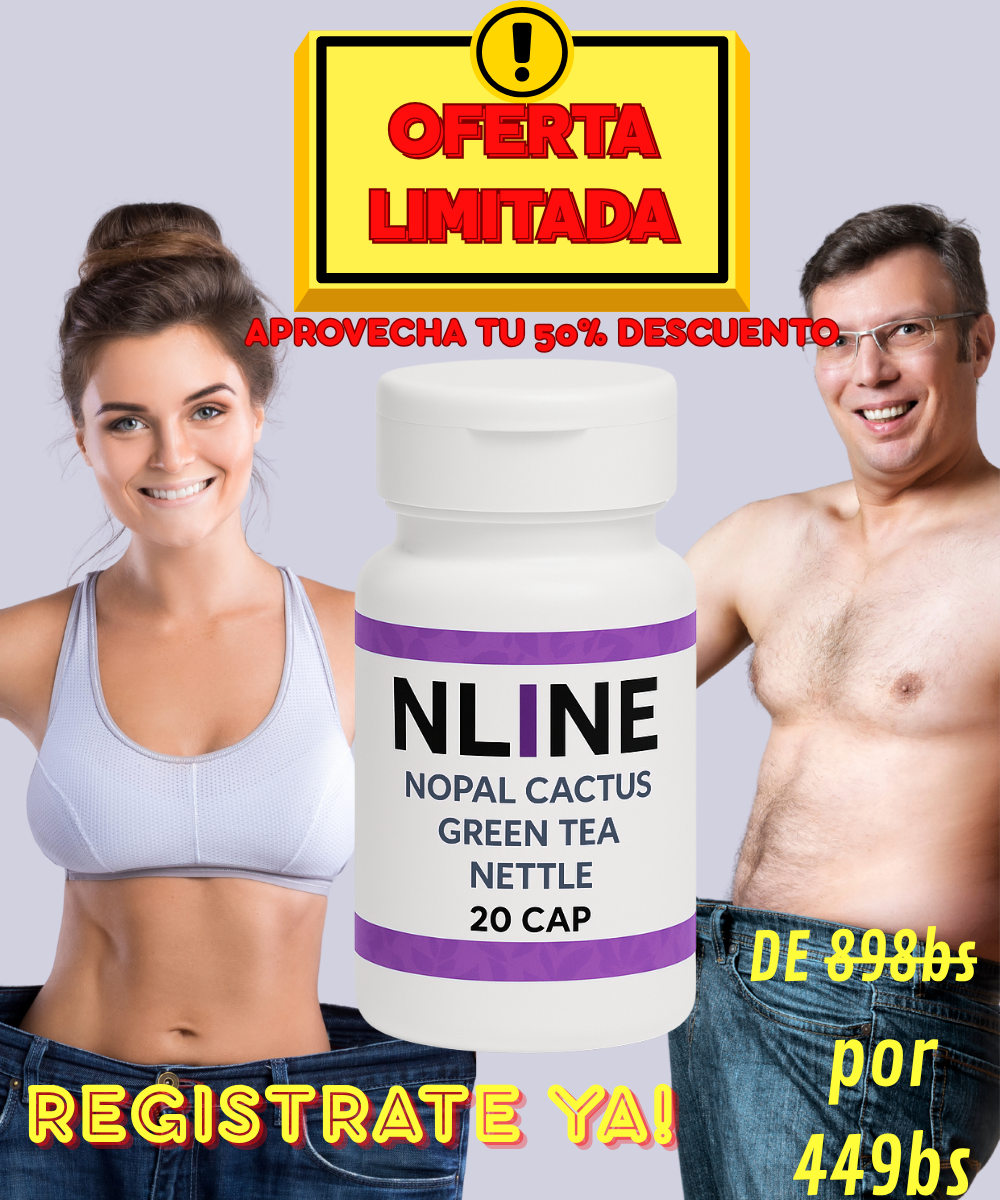 !
OFERTA
LIMITADA
APROVECHA TU 50% DESCUENTO
NLINE
NOPAL CACTUS
GREEN TEA
NETTLE
20 CAP
DE 898bs
por
449bs
REGISTRATE YA!